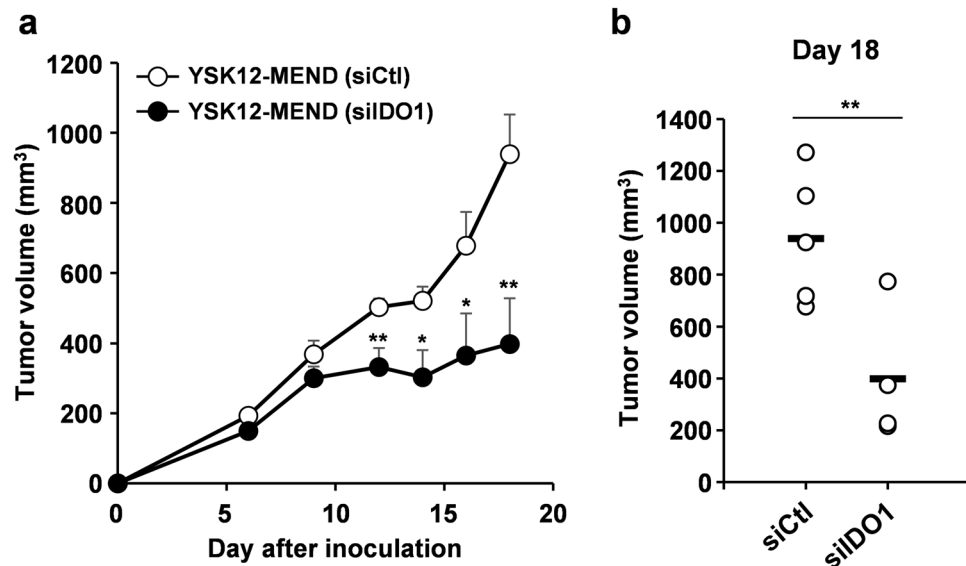 a
1200
1000
800
600
400
200
0
Tumor volume (mm³)
YSK12-MEND (siCtl)
YSK12-MEND (siIDO1)
**
*
*
**
0
5
10
15
20
Day after inoculation
b
Day 18
**
1400
1200
1000
800
600
400
200
0
Tumor volume (mm³)
siCtl
siIDO1